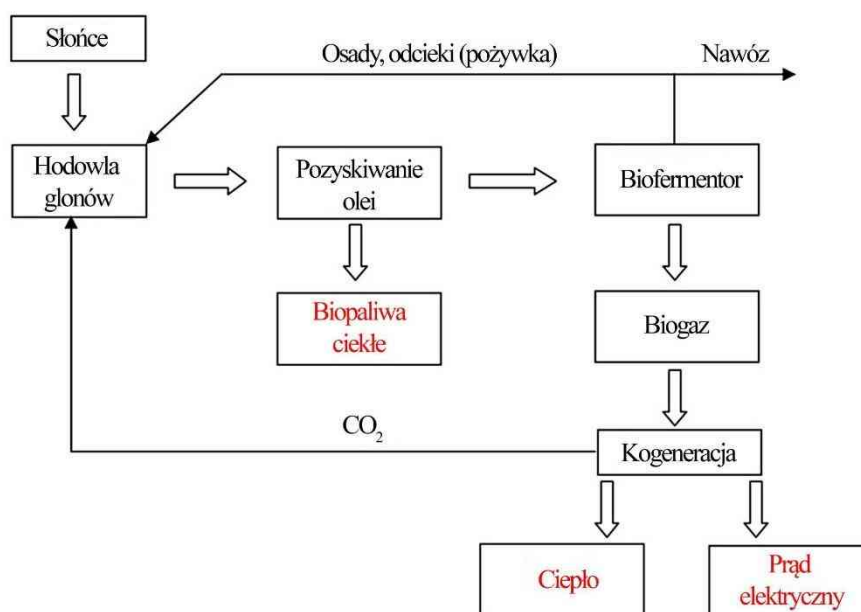 Słońce
Osady, odcieki (pożywka)
Nawóz
Hodowla
glonów
Pozyskiwanie
olei
Biofermentor
Biopaliwa
ciekłe
Biogaz
CO₂
Kogeneracja
Ciepło
Prąd
elektryczny